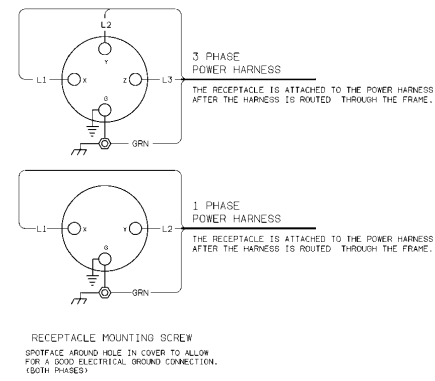 L2
Y
L1 X Z L3
G
GRN
3 PHASE
POWER HARNESS
THE RECEPTACLE IS ATTACHED TO THE POWER HARNESS
AFTER THE HARNESS IS ROUTED THROUGH THE FRAME.
L1 X Y L2
G
GRN
1 PHASE
POWER HARNESS
THE RECEPTACLE IS ATTACHED TO THE POWER HARNESS
AFTER THE HARNESS IS ROUTED THROUGH THE FRAME.
RECEPTACLE MOUNTING SCREW
SPOTFACE AROUND HOLE IN COVER TO ALLOW
FOR A GOOD ELECTRICAL GROUND CONNECTION.
(BOTH PHASES)